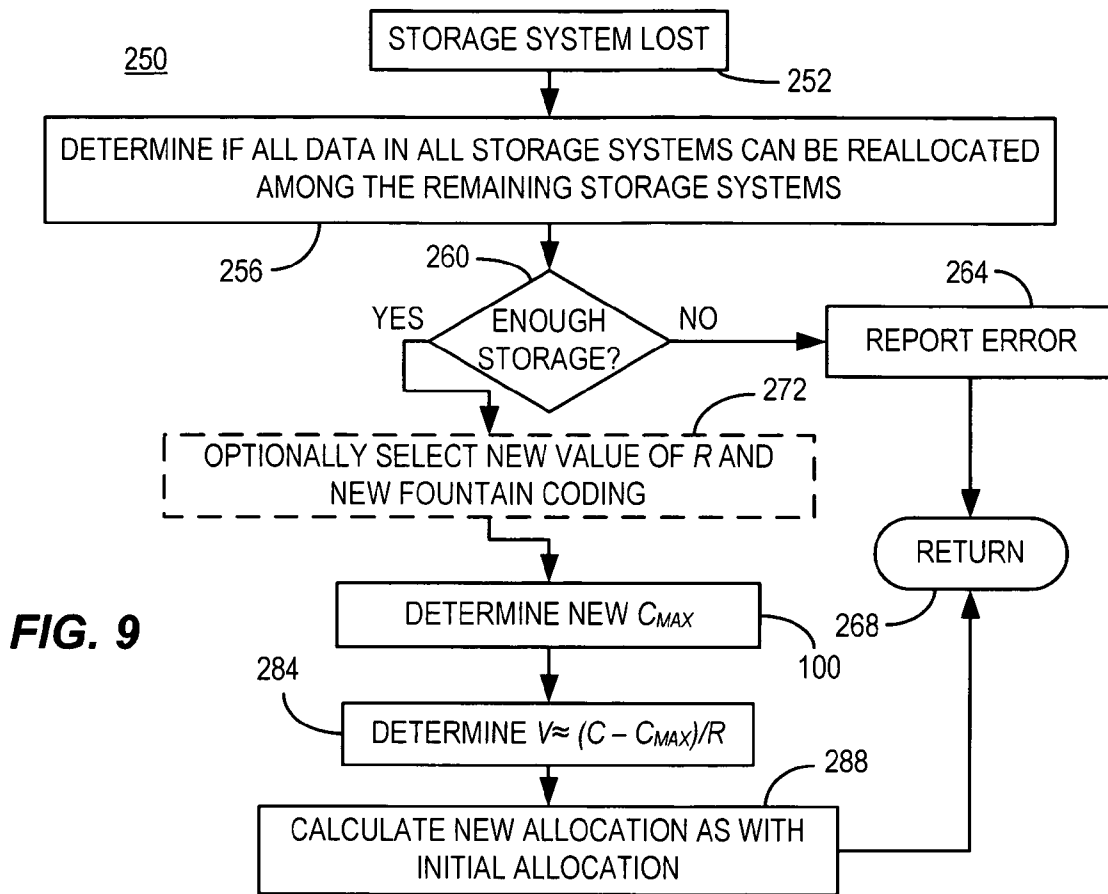 250
STORAGE SYSTEM LOST
252
DETERMINE IF ALL DATA IN ALL STORAGE SYSTEMS CAN BE REALLOCATED
AMONG THE REMAINING STORAGE SYSTEMS
256
260
YES
ENOUGH
STORAGE?
NO
264
REPORT ERROR
272
OPTIONALLY SELECT NEW VALUE OF R AND
NEW FOUNTAIN CODING
RETURN
268
DETERMINE NEW CMAX
100
FIG. 9
284
DETERMINE V≈ (C – CMAX)/R
288
CALCULATE NEW ALLOCATION AS WITH
INITIAL ALLOCATION